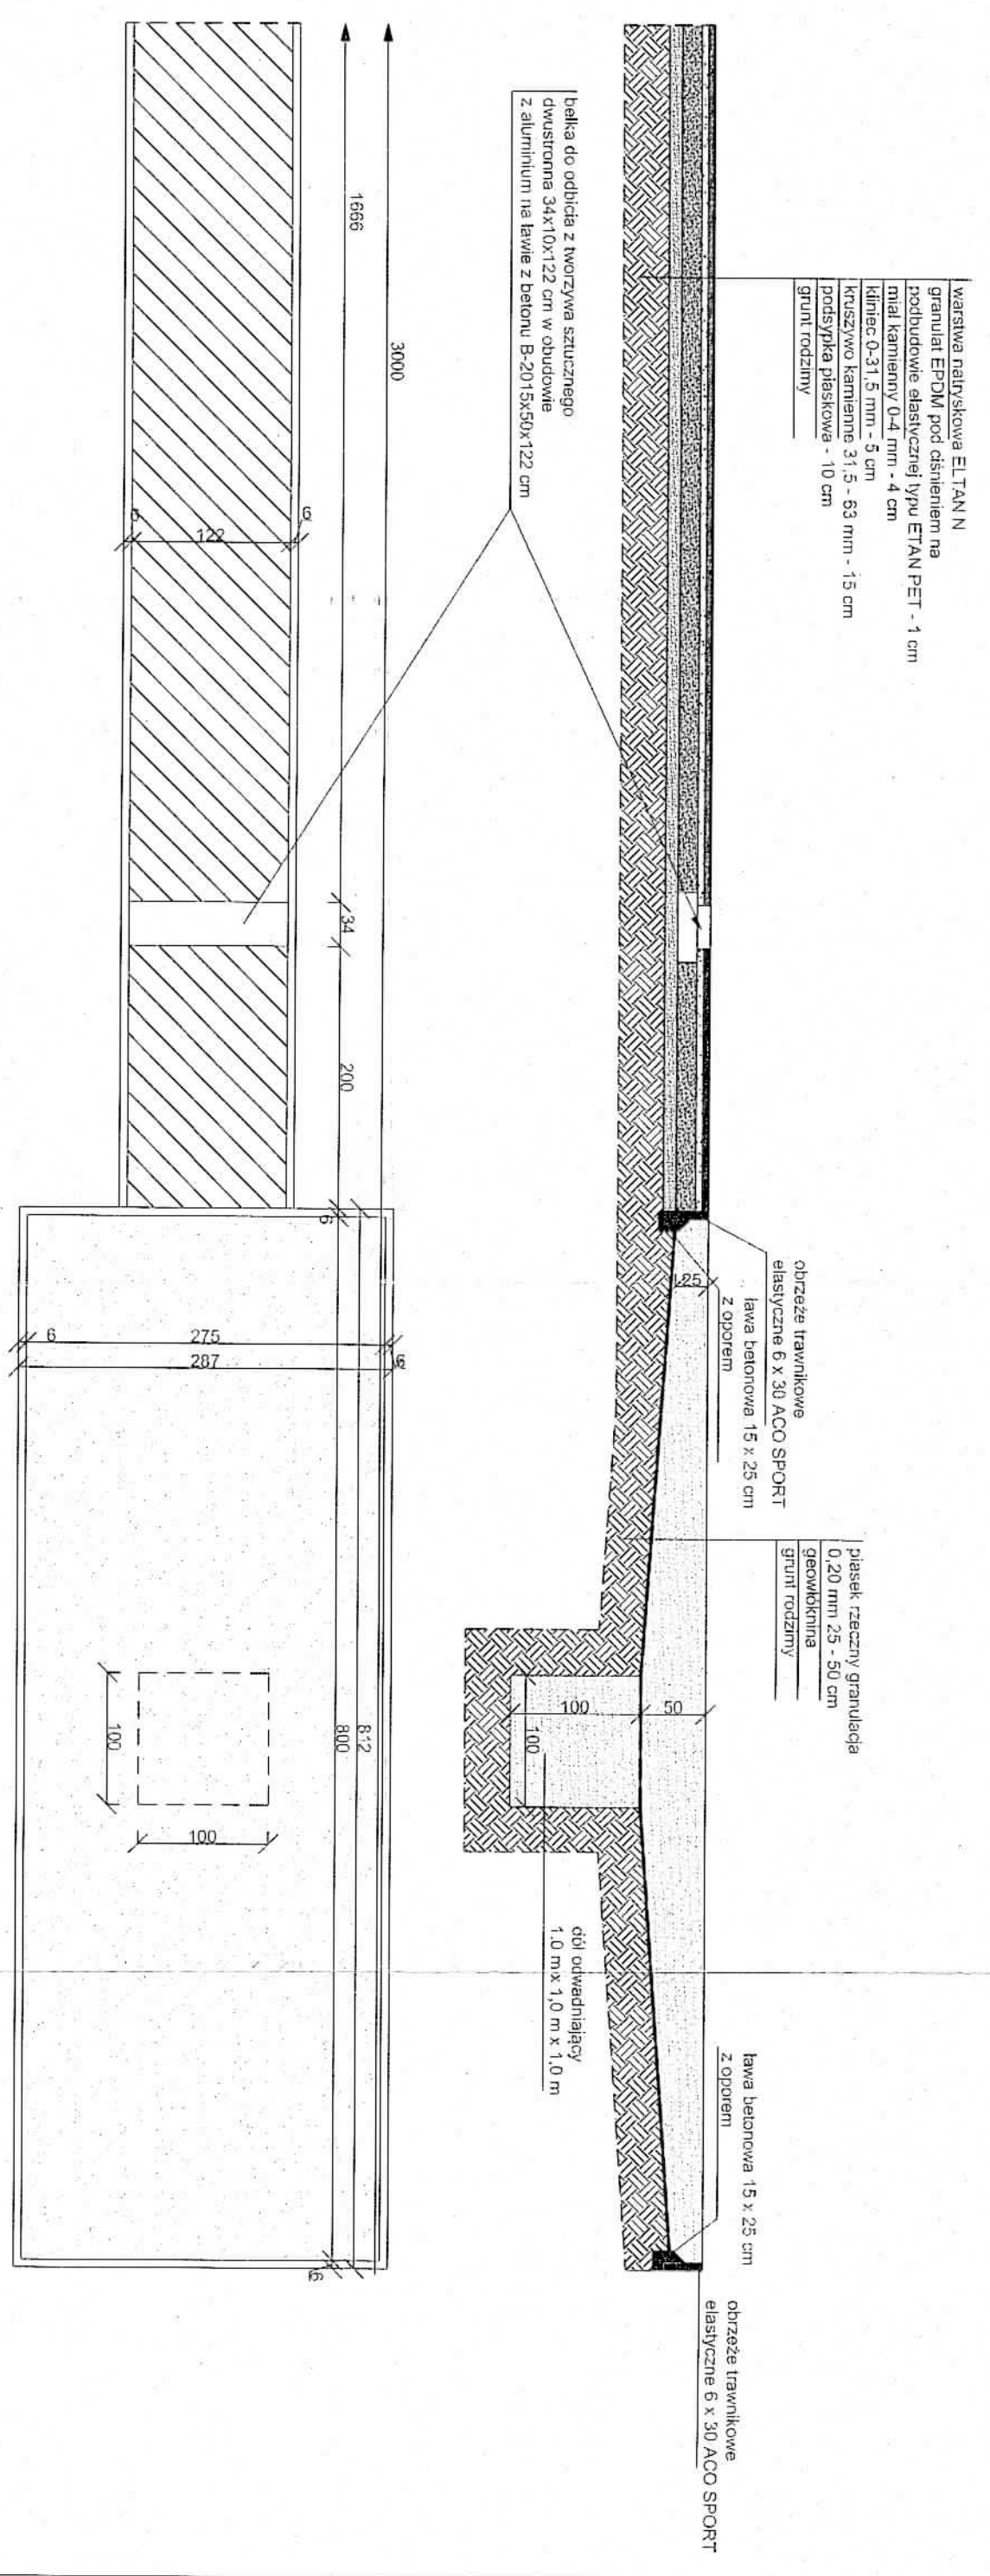 warstwa natryskowa ELTAN N
granulat EPDM pod ciśnieniem na
podbudowie elastycznej typu ETAN PET - 1 cm
miał kamienny 0-4 mm - 4 cm
kliniec 0-31,5 mm - 5 cm
kruszywo kamienne 31,5 - 63 mm - 15 cm
podsypka piaskowa - 10 cm
grunt rodzimy
obrzeże trawnikowe
elastyczne 6 x 30 ACO SPORT
ława betonowa 15 x 25 cm
z oporem
25
piasek rzeczny granulacja
0,20 mm 25 - 50 cm
geowłóknina
grunt rodzimy
50
100
100
dół odwadniający
1.0 m x 1,0 m x 1,0 m
ława betonowa 15 x 25 cm
z oporem
obrzeże trawnikowe
elastyczne 6 x 30 ACO SPORT
belka do odbicia z tworzywa sztucznego
dwustronna 34x10x122 cm w obudowie
z aluminium na ławie z betonu B-2015x50x122 cm
3000
1666
34
200
6
122
6
6
812
800
6
275
6
287
6
100
100
6